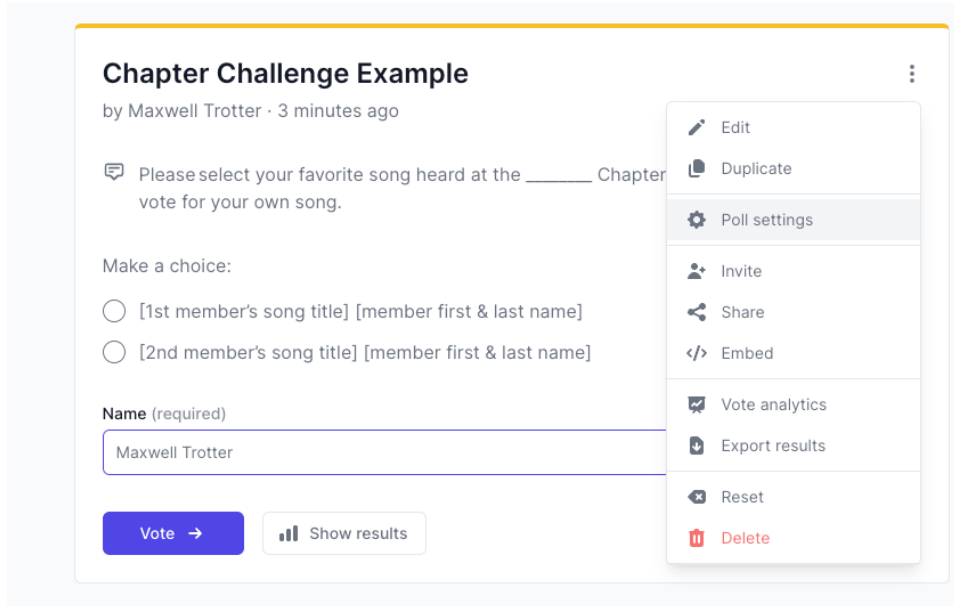 Chapter Challenge Example
by Maxwell Trotter · 3 minutes ago
Please select your favorite song heard at the ________ Chapter
vote for your own song.
Make a choice:
[1st member’s song title] [member first & last name]
[2nd member’s song title] [member first & last name]
Name (required)
Maxwell Trotter
Vote →
Show results
Edit
Duplicate
Poll settings
Invite
Share
Embed
Vote analytics
Export results
Reset
Delete